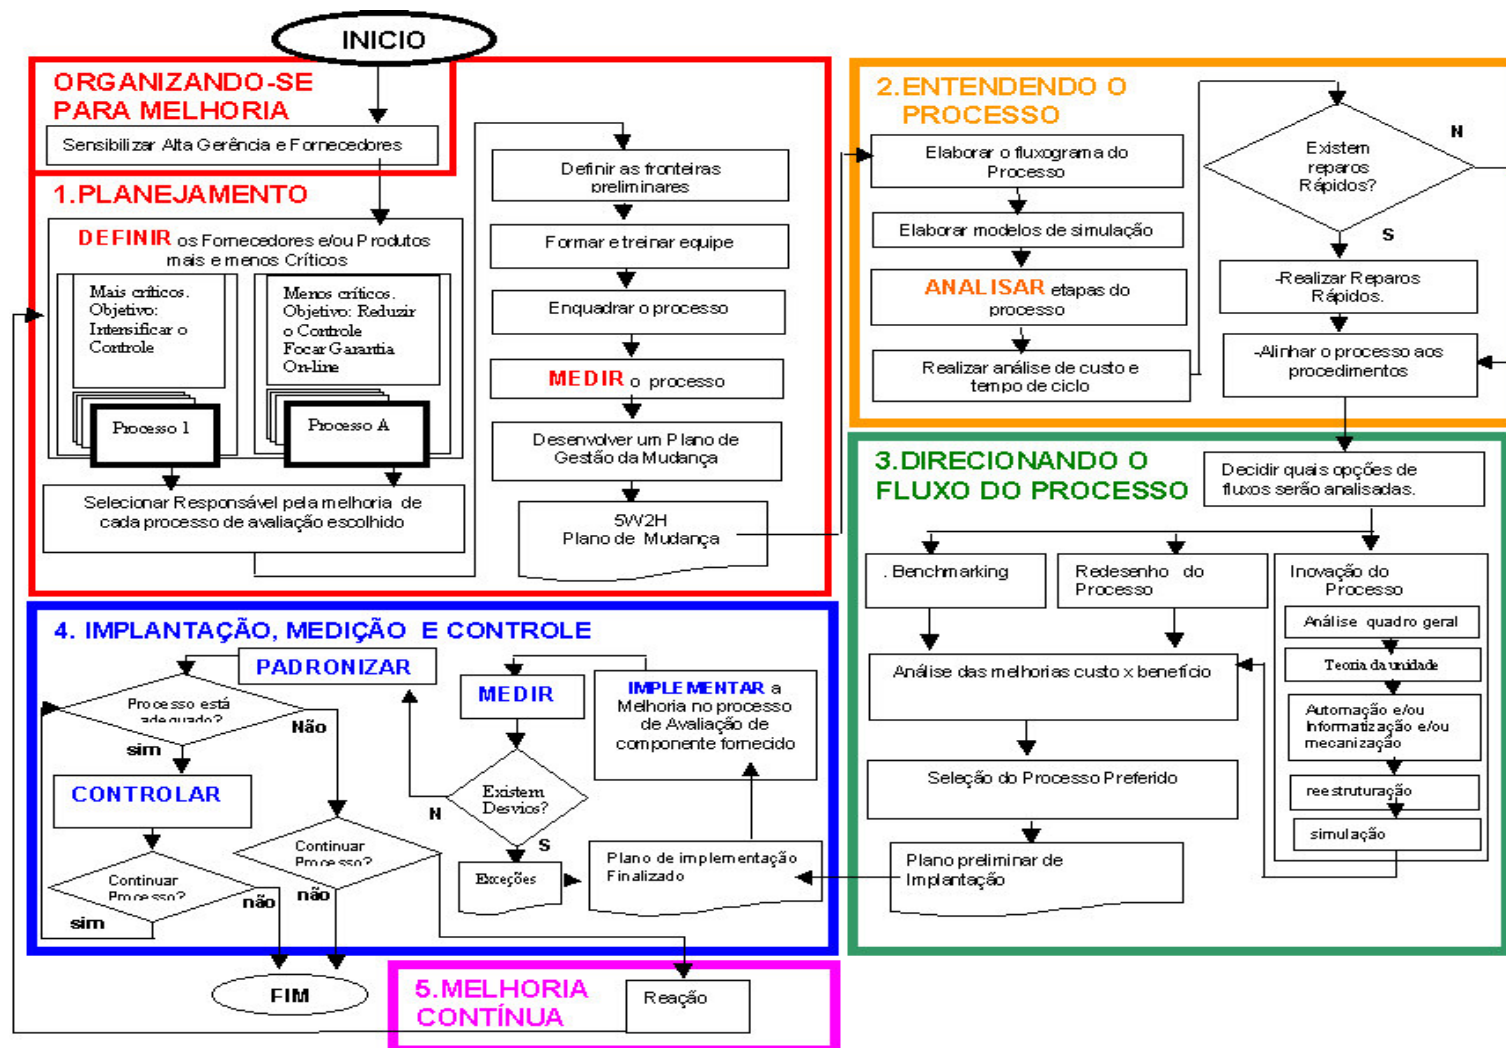 INICIO
ORGANIZANDO-SE
PARA MELHORIA
Sensibilizar Alta Gerência e Fornecedores
1.PLANEJAMENTO
DEFINIR os Fornecedores e/ou Produtos
mais e menos Críticos
Mais críticos.
Objetivo:
Intensificar o
Controle
Menos críticos.
Objetivo: Reduzir
o Controle
Focar Garantia
On-line
Processo 1
Processo A
Selecionar Responsável pela melhoria de
cada processo de avaliação escolhido
Definir as fronteiras
preliminares
Formar e treinar equipe
Enquadrar o processo
MEDIR o processo
Desenvolver um Plano de
Gestão da Mudança
5W2H
Plano de Mudança
2.ENTENDENDO O
PROCESSO
Elaborar o fluxograma do
Processo
Elaborar modelos de simulação
ANALISAR etapas do
processo
Realizar análise de custo e
tempo de ciclo
Existem
reparos
Rápidos?
N
S
-Realizar Reparos
Rápidos.
-Alinhar o processo aos
procedimentos
3.DIRECIONANDO O
FLUXO DO PROCESSO
Decidir quais opções de
fluxos serão analisadas.
. Benchmarking
Redesenho do
Processo
Inovação do
Processo
Análise quadro geral
Teoria da unidade
Automação e/ou
Informatização e/ou
mecanização
reestruturação
simulação
Análise das melhorias custo x benefício
Seleção do Processo Preferido
Plano preliminar de
Implantação
4. IMPLANTAÇÃO, MEDIÇÃO E CONTROLE
PADRONIZAR
Processo está
adequado?
Não
sim
CONTROLAR
Continuar
Processo?
sim
não
Continuar
Processo?
não
MEDIR
Existem
Desvios?
N
S
Exceções
IMPLEMENTAR a
Melhoria no processo
de Avaliação de
componente fornecido
Plano de implementação
Finalizado
FIM
5.MELHORIA
CONTÍNUA
Reação